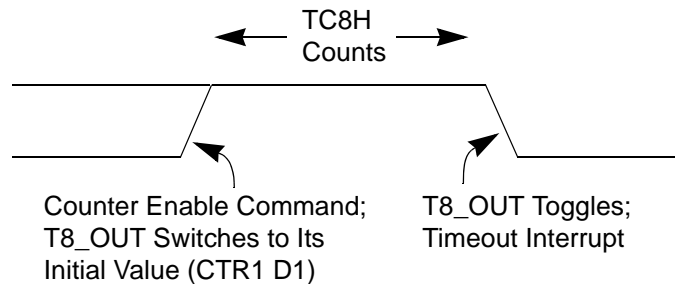 TC8H
Counts
Counter Enable Command;
T8_OUT Switches to Its
Initial Value (CTR1 D1)
T8_OUT Toggles;
Timeout Interrupt